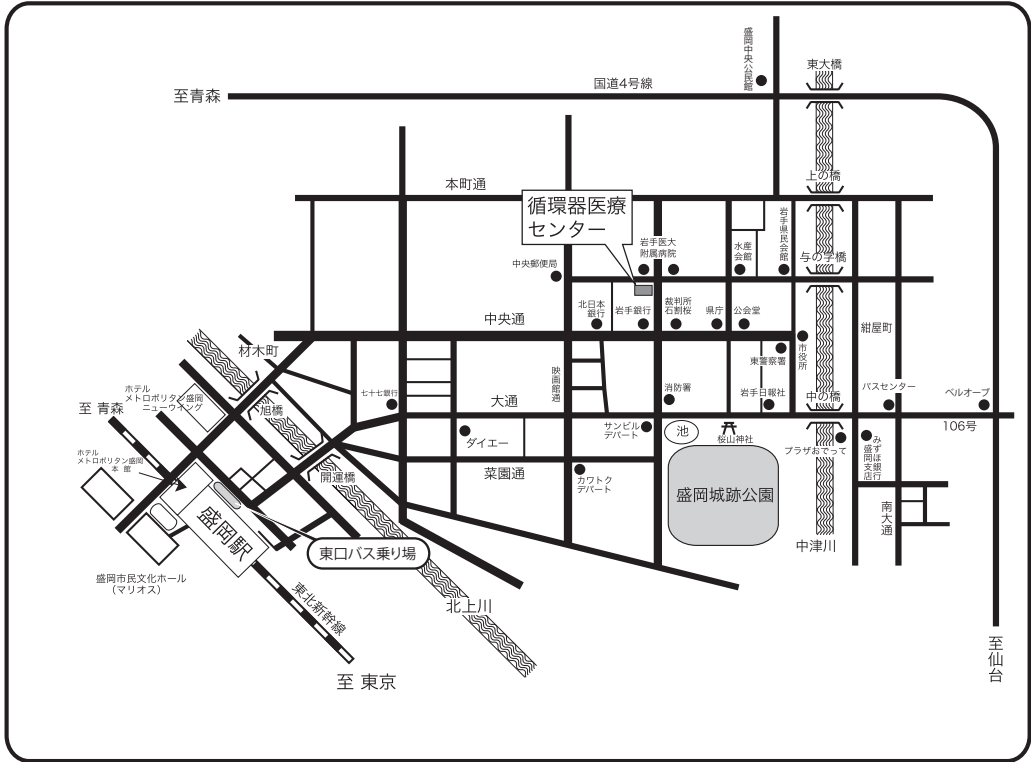 盛岡中央公民館
東大橋
国道4号線
至青森
上の橋
本町通
循環器医療
センター
岩手医大
附属病院
水産
会館
岩手県民会館
与の字橋
中央郵便局
北日本
銀行
岩手銀行
裁判所
石割桜
県庁
公会堂
中央通
紺屋町
市役所
材木町
東警察署
映画館通
ホテル
メトロポリタン盛岡
ニューウイング
七十七銀行
消防署
岩手日報社
中の橋
バスセンター
ベルオーブ
至 青森
旭橋
大通
106号
サンビル
デパート
池
桜山神社
プラザおでって
みずほ支店
盛岡信銀行
ダイエー
ホテル
メトロポリタン盛岡
本 館
開運橋
菜園通
カワトク
デパート
盛岡城跡公園
南大通
盛岡駅
東口バス乗り場
中津川
盛岡市民文化ホール
(マリオス)
東北新幹線
北上川
至 東京
至仙台